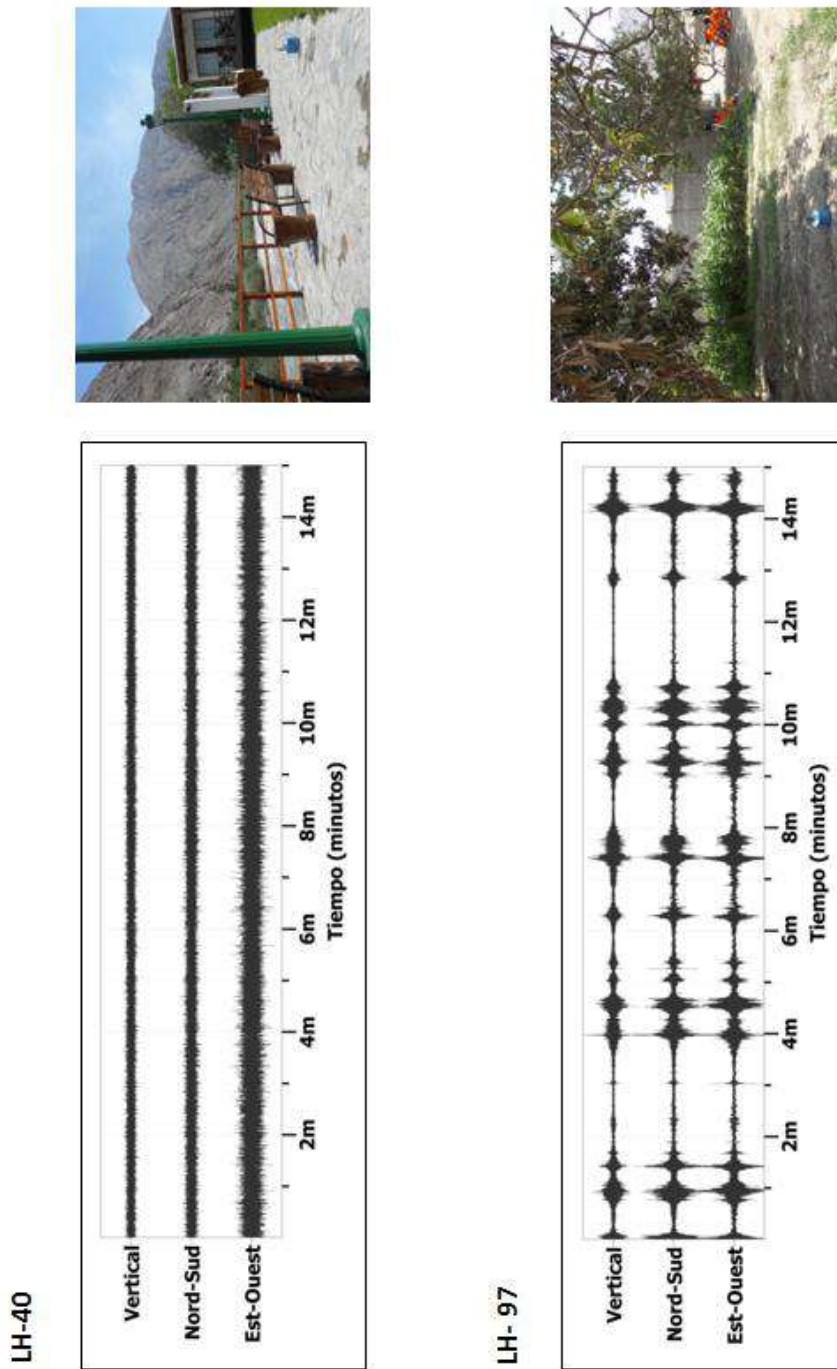 LH-40
Vertical
Nord-Sud
Est-Ouest
2m 4m 6m 8m 10m 12m 14m
Tiempo (minutos)
LH- 97
Vertical
Nord-Sud
Est-Ouest
2m 4m 6m 8m 10m 12m 14m
Tiempo (minutos)